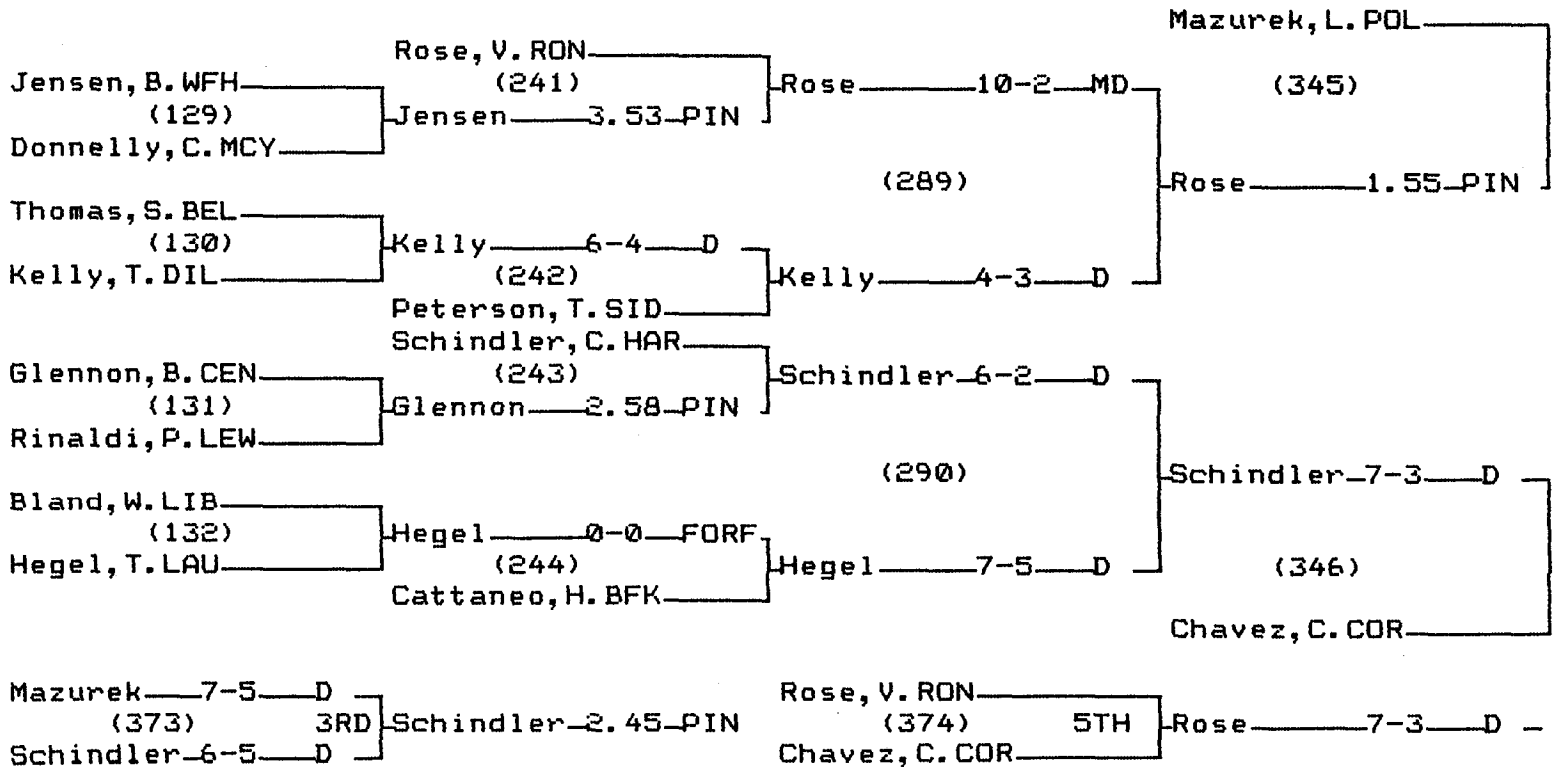 Mazurek, L. POL
Rose, V. RON
Jensen, B. WFH (241) Rose 10-2 MD (345)
(129) Jensen 3.53 PIN
Donnelly, C. MCY
(289) Rose 1.55 PIN
Thomas, S. BEL
(130) Kelly 6-4 D
Kelly, T. DIL (242) Kelly 4-3 D
Peterson, T. SID
Schindler, C. HAR
Glennon, B. CEN (243) Schindler 6-2 D
(131) Glennon 2.58 PIN
Rinaldi, P. LEW
(290) Schindler 7-3 D
Bland, W. LIB
(132) Hegel 0-0 FORF
Hegel, T. LAU (244) Hegel 7-5 D (346)
Cattaneo, H. BFK
Chavez, C. COR
Mazurek 7-5 D Rose, V. RON
(373) 3RD Schindler 2.45 PIN (374) 5TH Rose 7-3 D
Schindler 6-5 D Chavez, C. COR